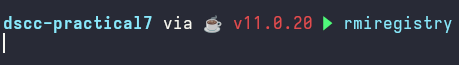 dscc-practical7 via ☕ v11.0.20 ▶ rmiregistry